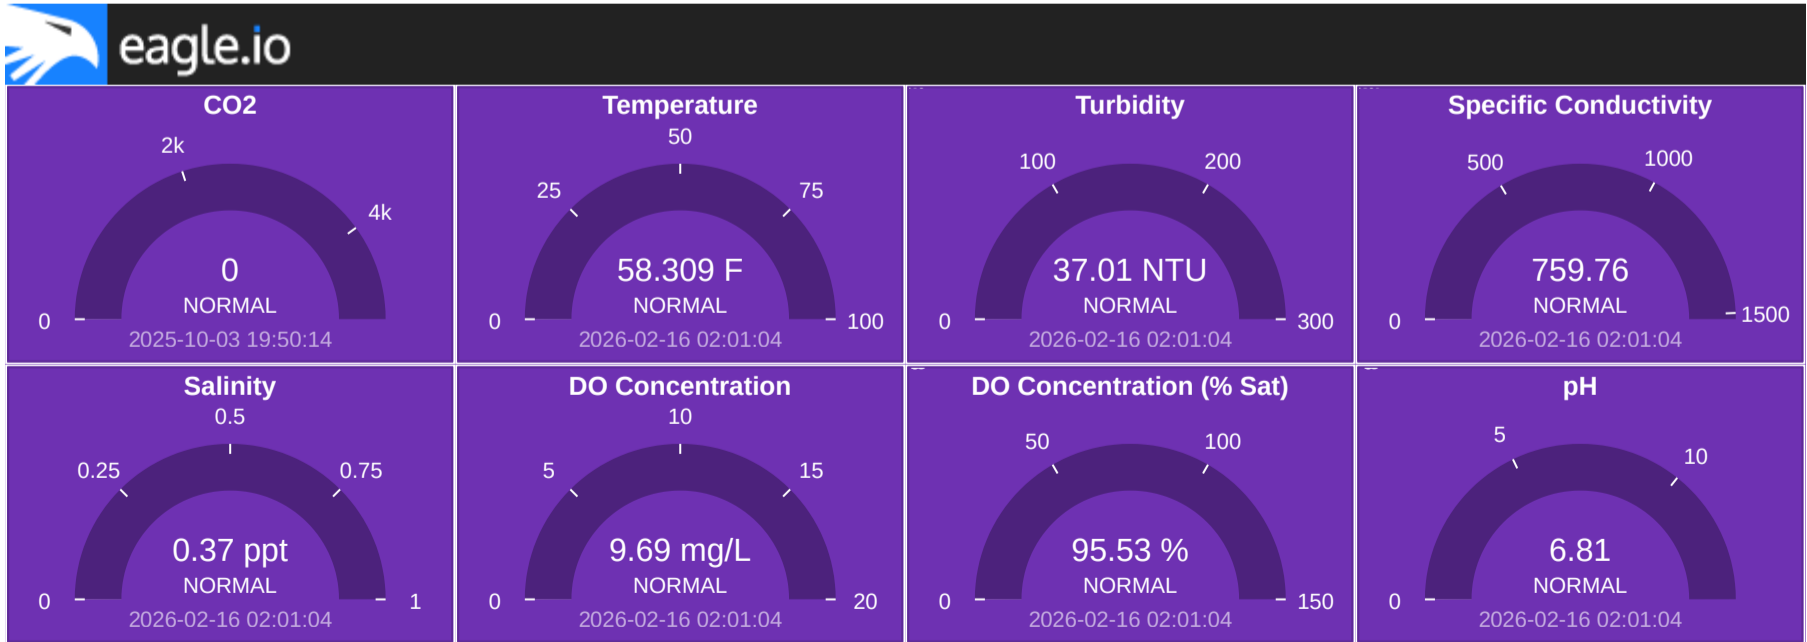 eagle.io
CO2
2k
4k
0
0
NORMAL
2025-10-03 19:50:14
Temperature
50
25
75
58.309 F
NORMAL
0
100
2026-02-16 02:01:04
Turbidity
100
200
37.01 NTU
NORMAL
0
300
2026-02-16 02:01:04
Specific Conductivity
500
1000
759.76
NORMAL
0
1500
2026-02-16 02:01:04
Salinity
0.5
0.25
0.75
0.37 ppt
NORMAL
0
1
2026-02-16 02:01:04
DO Concentration
10
5
15
9.69 mg/L
NORMAL
0
20
2026-02-16 02:01:04
DO Concentration (% Sat)
50
100
95.53 %
NORMAL
0
150
2026-02-16 02:01:04
pH
5
10
6.81
NORMAL
0
2026-02-16 02:01:04